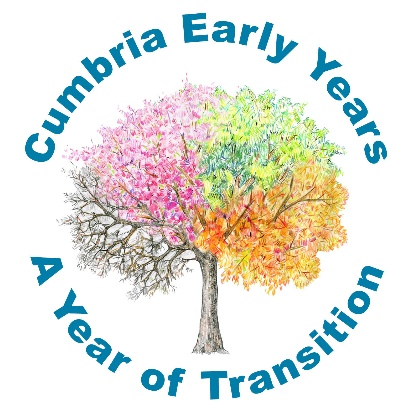 Cumbria Early Years
A Year of Transition